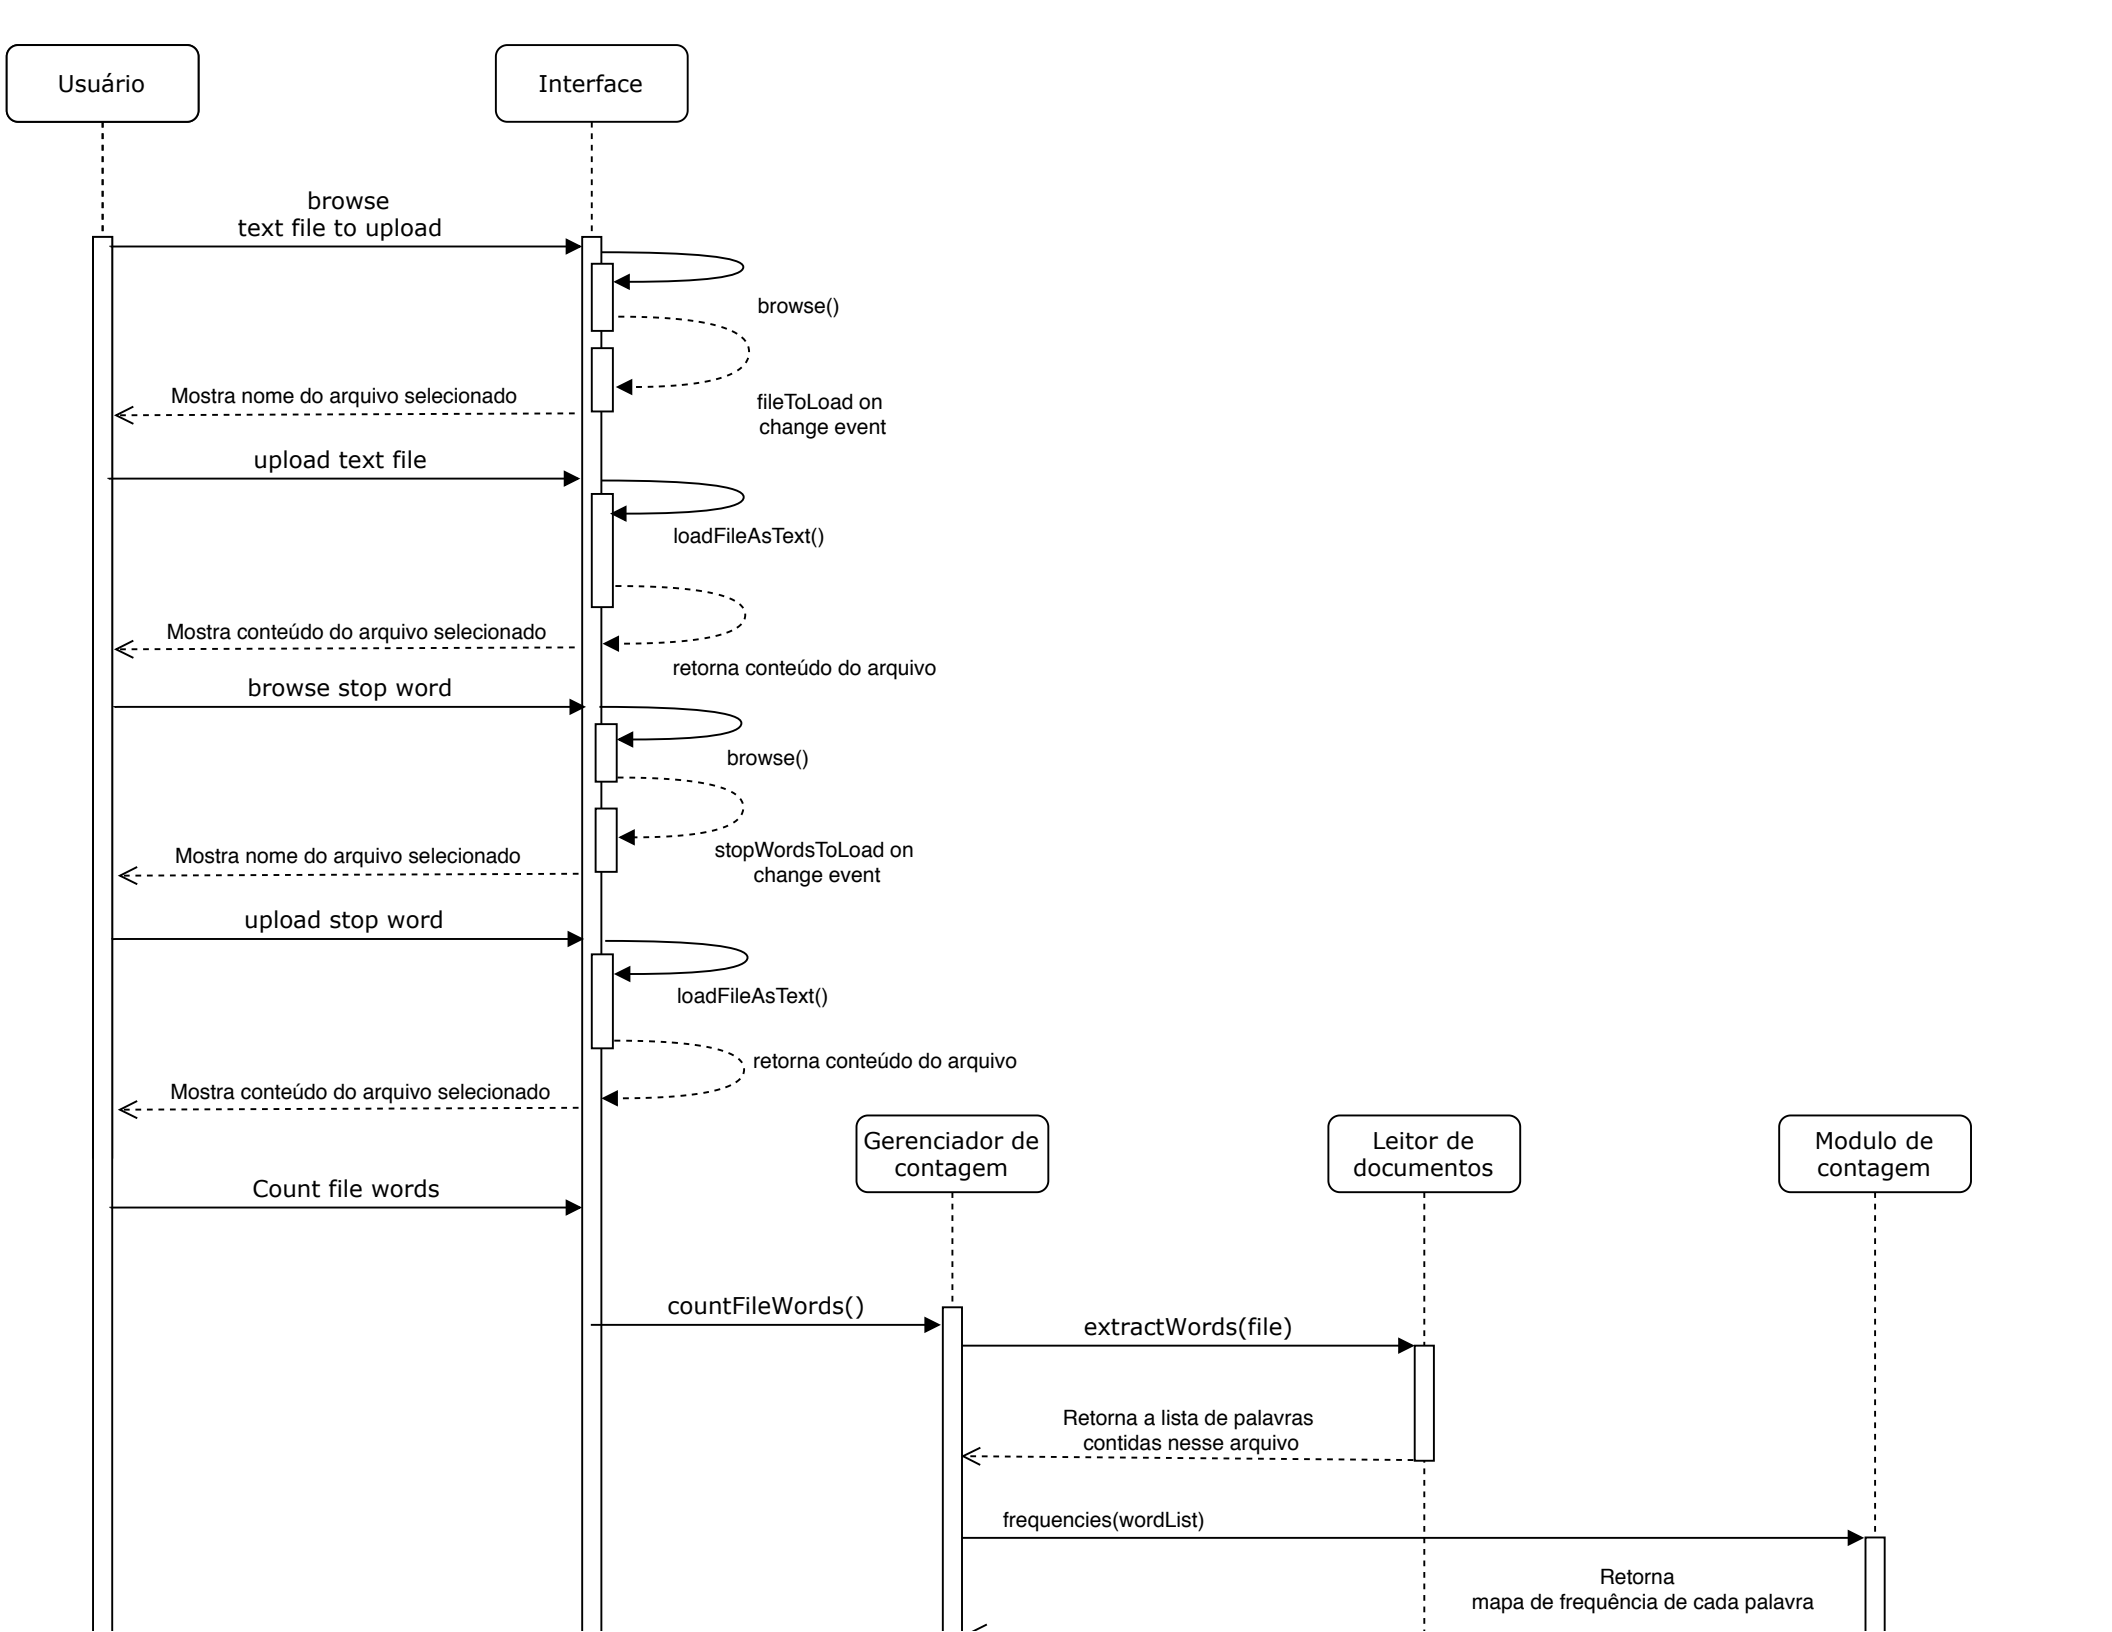 Usuário
Interface
browse
text file to upload
browse()
Mostra nome do arquivo selecionado
fileToLoad on
change event
upload text file
loadFileAsText()
Mostra conteúdo do arquivo selecionado
retorna conteúdo do arquivo
browse stop word
browse()
Mostra nome do arquivo selecionado
stopWordsToLoad on
change event
upload stop word
loadFileAsText()
retorna conteúdo do arquivo
Mostra conteúdo do arquivo selecionado
Gerenciador de
contagem
Leitor de
documentos
Modulo de
contagem
Count file words
countFileWords()
extractWords(file)
Retorna a lista de palavras
contidas nesse arquivo
frequencies(wordList)
Retorna
mapa de frequência de cada palavra